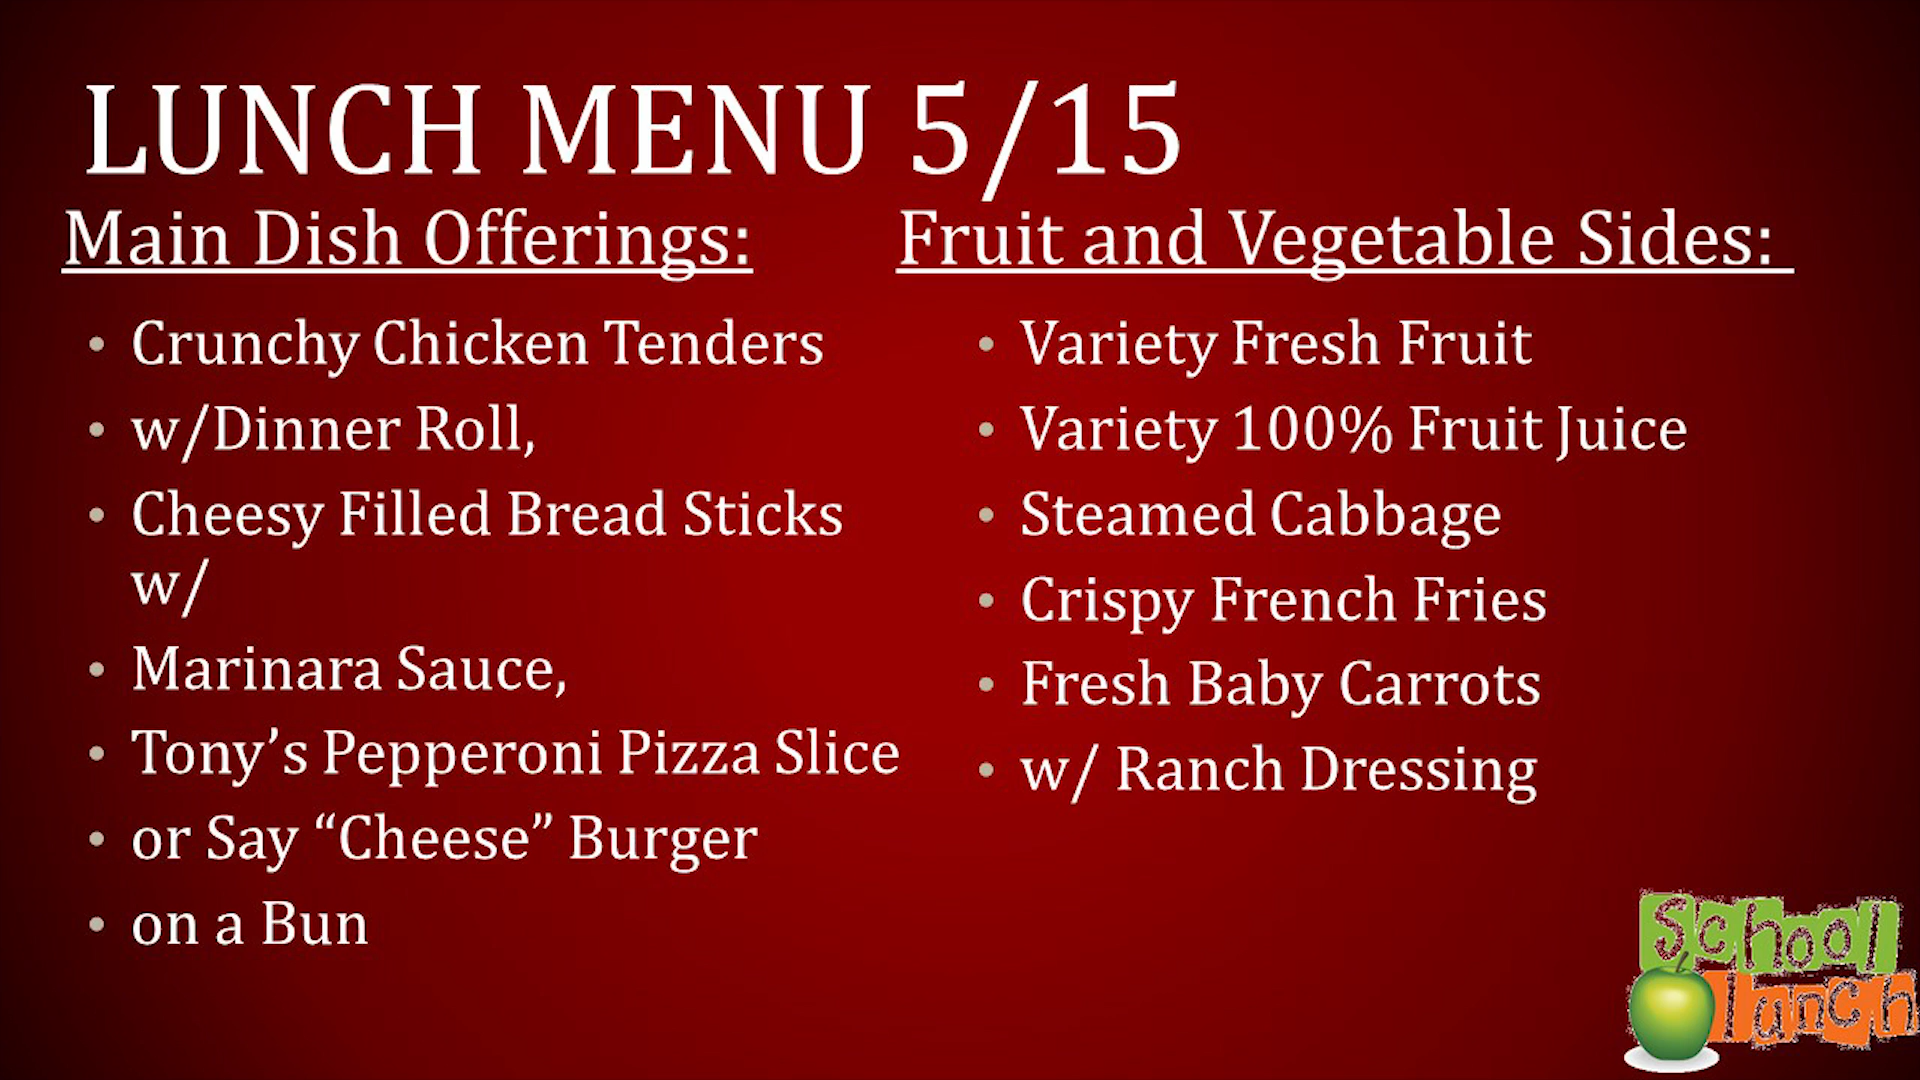 LUNCH MENU 5/15
Main Dish Offerings:
• Crunchy Chicken Tenders
• w/Dinner Roll,
• Cheesy Filled Bread Sticks
w/
• Marinara Sauce,
• Tony’s Pepperoni Pizza Slice
• or Say “Cheese” Burger
• on a Bun
Fruit and Vegetable Sides:
• Variety Fresh Fruit
• Variety 100% Fruit Juice
• Steamed Cabbage
• Crispy French Fries
• Fresh Baby Carrots
• w/ Ranch Dressing
School
lunch